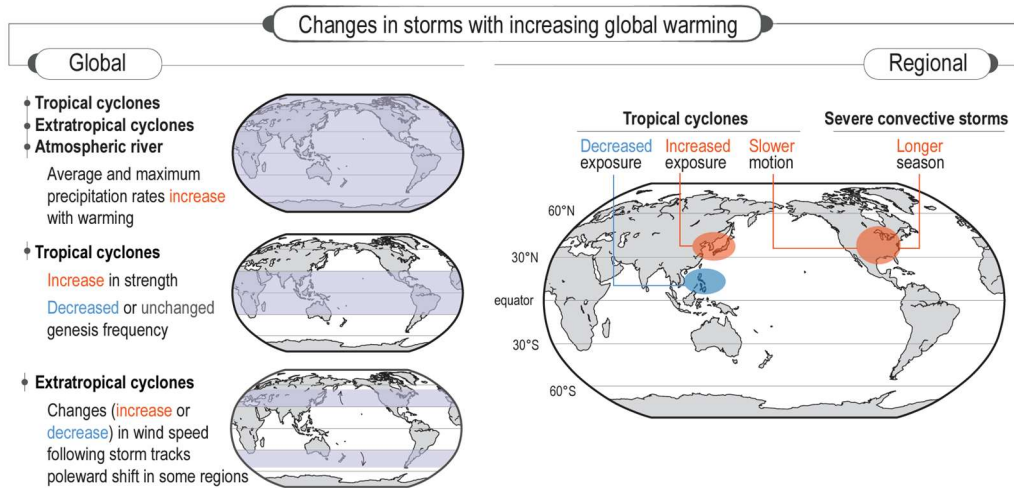 Changes in storms with increasing global warming
Global
Tropical cyclones
Extratropical cyclones
Atmospheric river
Average and maximum
precipitation rates increase
with warming
Tropical cyclones
Increase in strength
Decreased or unchanged
genesis frequency
Extratropical cyclones
Changes (increase or
decrease) in wind speed
following storm tracks
poleward shift in some regions
Regional
Tropical cyclones
Severe convective storms
Decreased
exposure
Increased
exposure
Slower
motion
Longer
season
60°N
30°N
equator
30°S
60°S